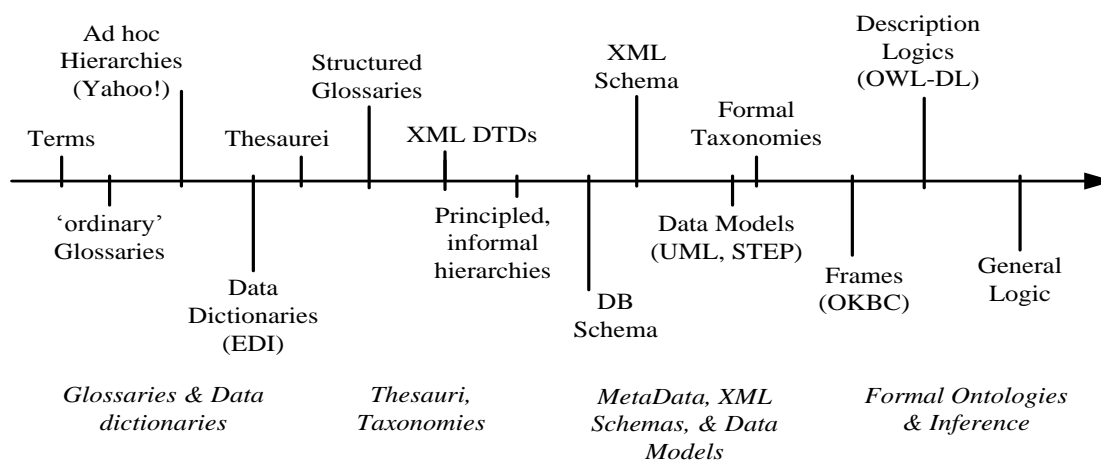 Ad hoc
Hierarchies
(Yahoo!)
Structured
Glossaries
XML
Schema
Description
Logics
(OWL-DL)
Terms
Thesaurei
XML DTDs
Formal
Taxonomies
‘ordinary’
Glossaries
Data
Dictionaries
(EDI)
Principled,
informal
hierarchies
DB
Schema
Data Models
(UML, STEP)
Frames
(OKBC)
General
Logic
Glossaries & Data
dictionaries
Thesauri,
Taxonomies
MetaData, XML
Schemas, & Data
Models
Formal Ontologies
& Inference